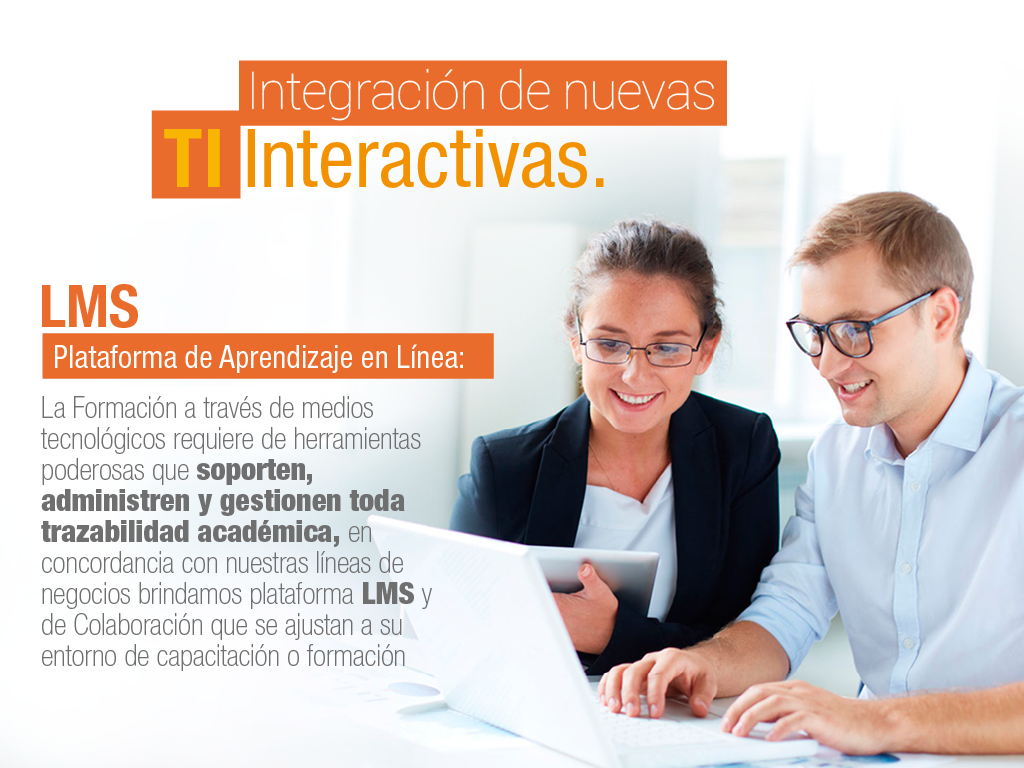 Integración de nuevas
TI Interactivas.
LMS
Plataforma de Aprendizaje en Línea:
La Formación a través de medios
tecnológicos requiere de herramientas
poderosas que soporten,
administren y gestionen toda
trazabilidad académica, en
concordancia con nuestras líneas de
negocios brindamos plataforma LMS y
de Colaboración que se ajustan a su
entorno de capacitación o formación